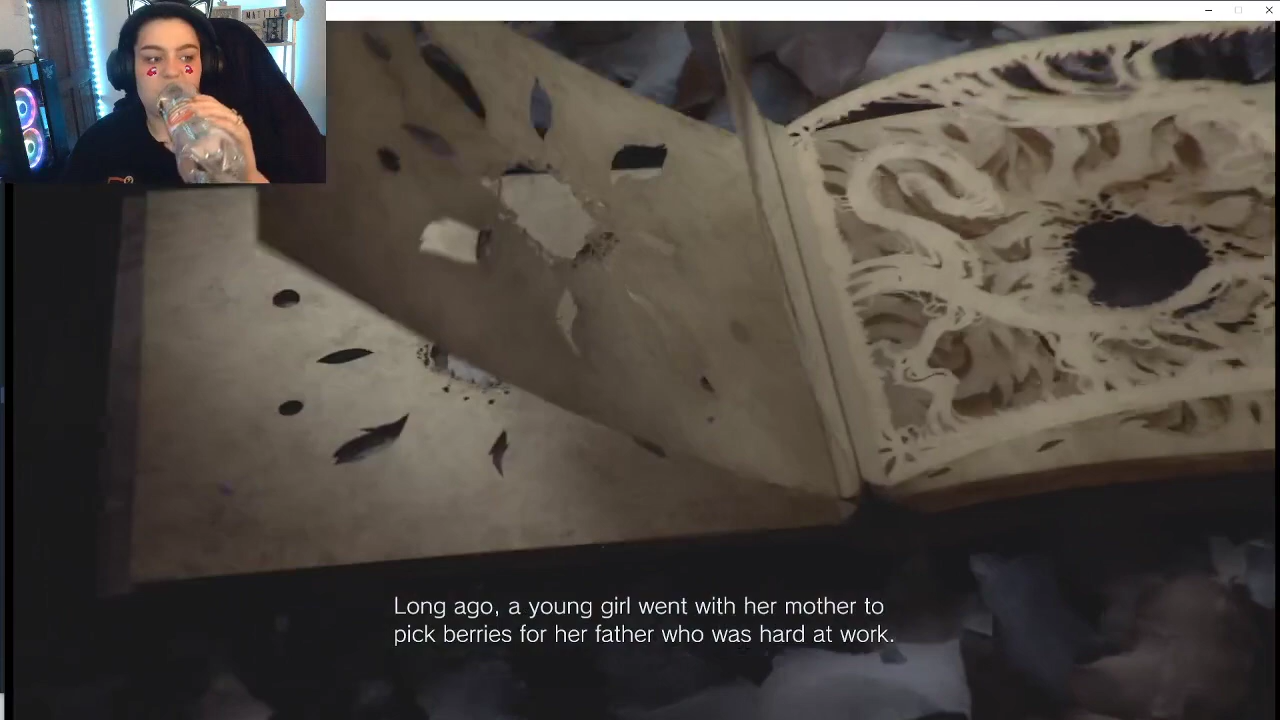 Long ago, a young girl went with her mother to
pick berries for her father who was hard at work.